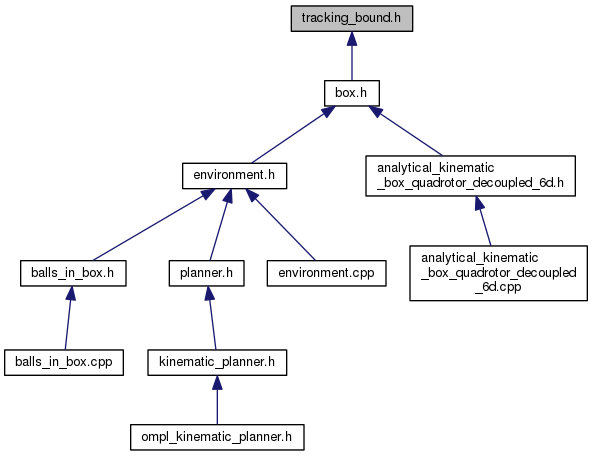 tracking_bound.h
box.h
environment.h
analytical_kinematic
_box_quadrotor_decoupled_6d.h
balls_in_box.h
planner.h
environment.cpp
analytical_kinematic
_box_quadrotor_decoupled
_6d.cpp
balls_in_box.cpp
kinematic_planner.h
ompl_kinematic_planner.h